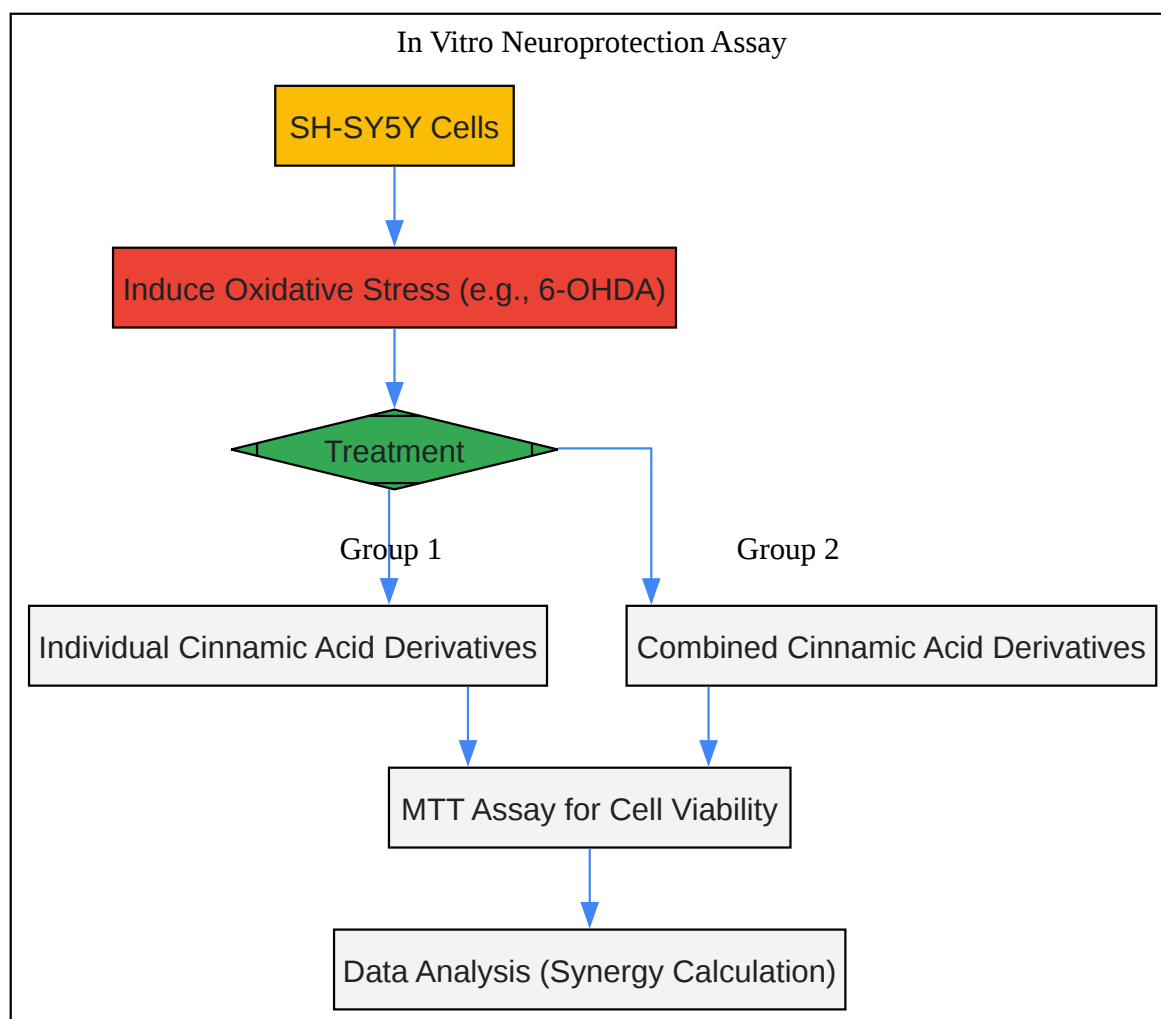 In Vitro Neuroprotection Assay
SH-SY5Y Cells
Induce Oxidative Stress (e.g., 6-OHDA)
Treatment
Group 1
Group 2
Individual Cinnamic Acid Derivatives
Combined Cinnamic Acid Derivatives
MTT Assay for Cell Viability
Data Analysis (Synergy Calculation)